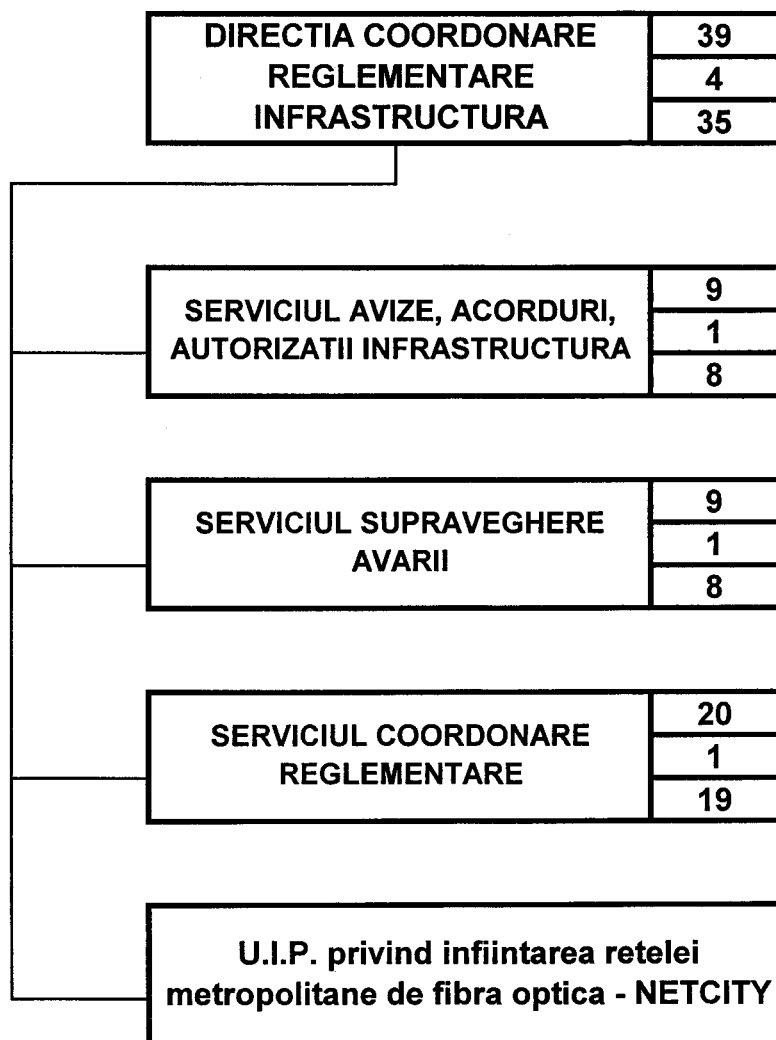 DIRECTIA COORDONARE
REGLEMENTARE
INFRASTRUCTURA
39
4
35
SERVICIUL AVIZE, ACORDURI,
AUTORIZATII INFRASTRUCTURA
9
1
8
SERVICIUL SUPRAVEGHERE
AVARII
9
1
8
SERVICIUL COORDONARE
REGLEMENTARE
20
1
19
U.I.P. privind infiintarea retelei
metropolitane de fibra optica - NETCITY